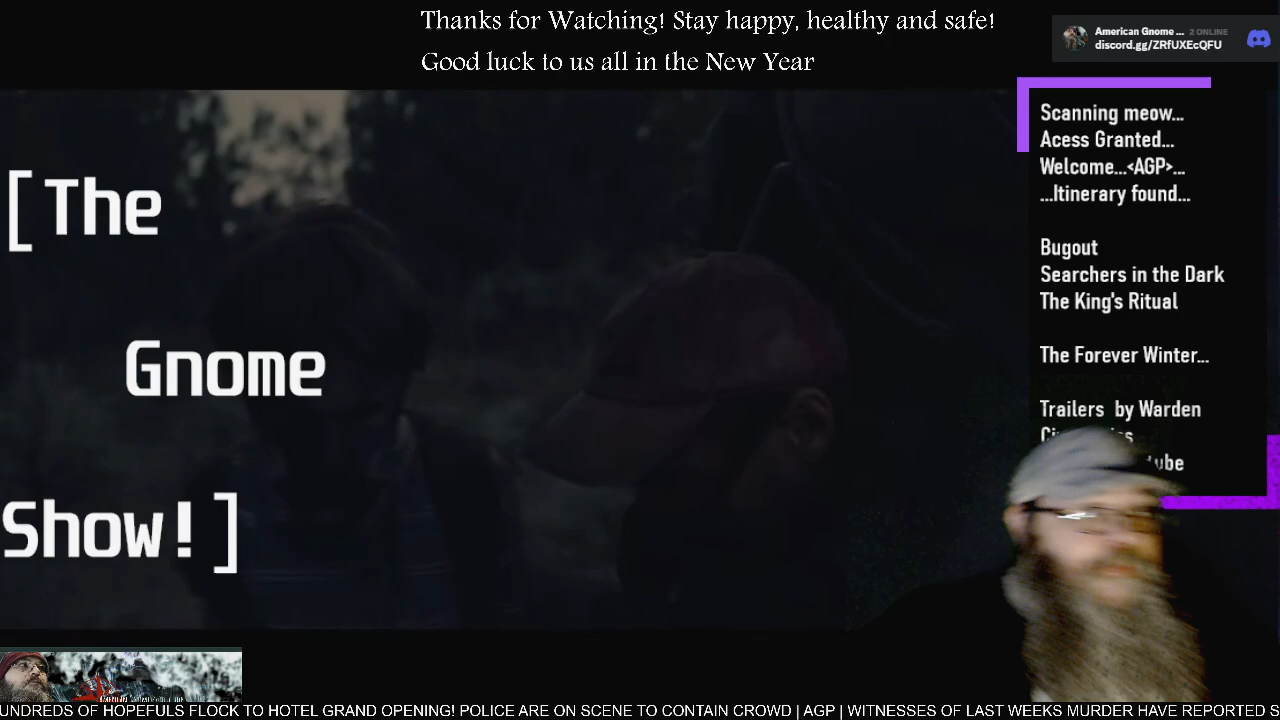 Thanks for Watching! Stay happy, healthy and safe!
Good luck to us all in the New Year
American Gnome ... 2 ONLINE
discord.gg/ZRfUXEcQFU
Scanning meow...
Acess Granted...
Welcome...<AGP>...
...Itinerary found...
Bugout
Searchers in the Dark
The King's Ritual
The Forever Winter...
Trailers by Warden
[The
Gnome
Show!]
UNDREDS OF HOPEFULS FLOCK TO HOTEL GRAND OPENING! POLICE ARE ON SCENE TO CONTAIN CROWD | AGP | WITNESSES OF LAST WEEKS MURDER HAVE REPORTED S